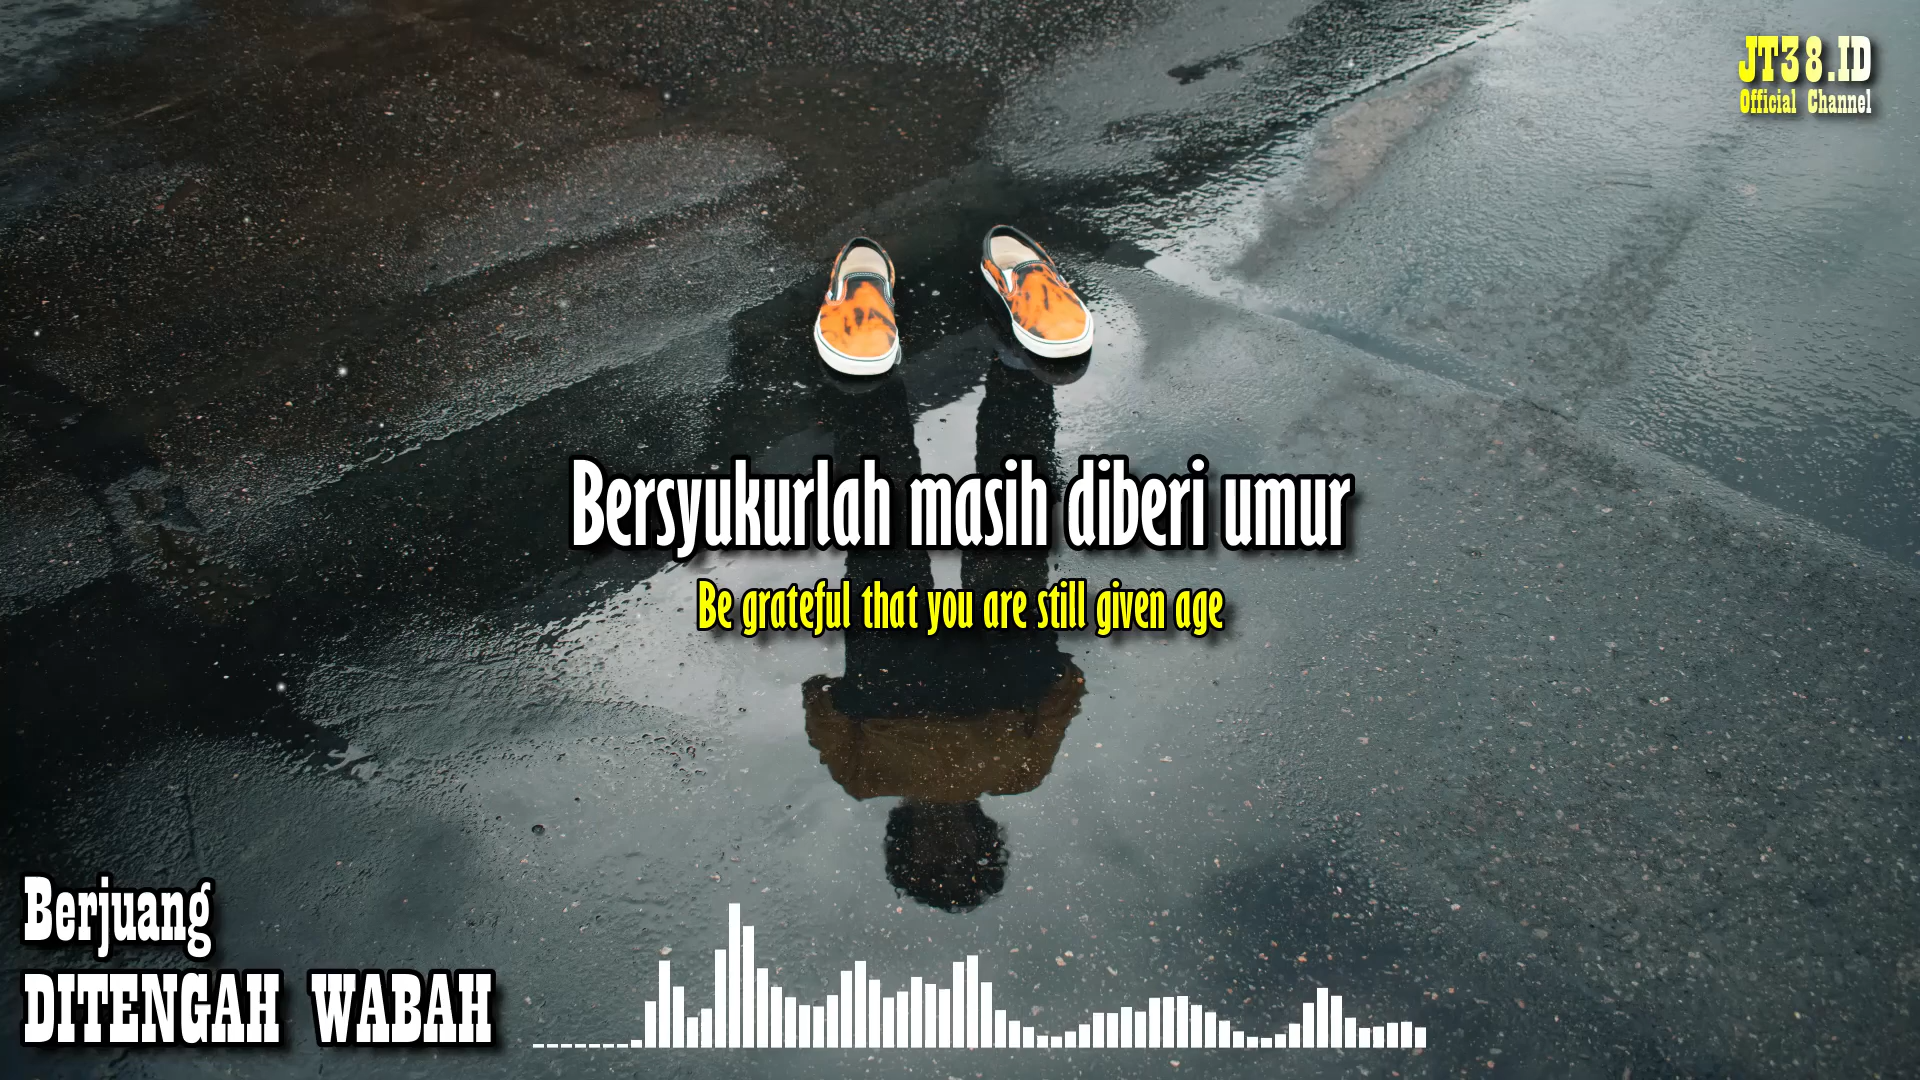 JT38.ID
Official Channel
Bersyukurlah masih diberi umur
Be grateful that you are still given age
Berjuang
DITENGAH WABAH